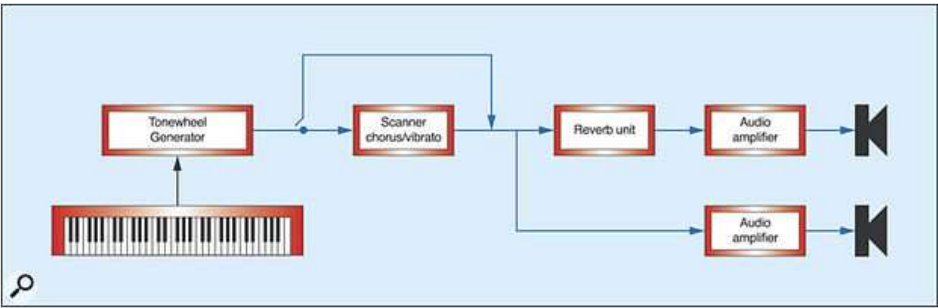 Tonewheel
Generator
Scanner
chorus/vibrato
Reverb unit
Audio
amplifier
Audio
amplifier